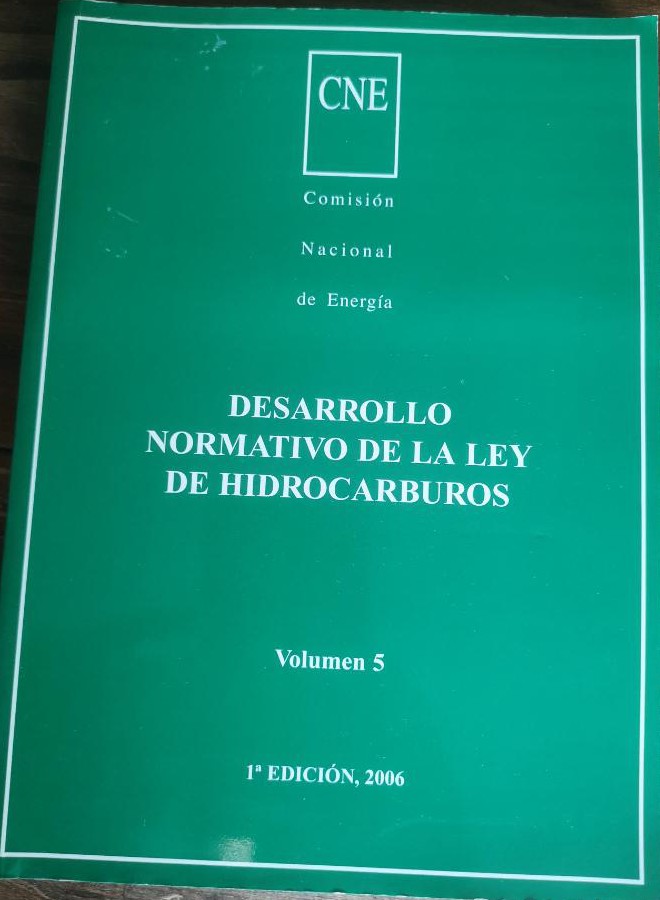 CNE
Comisión
Nacional
de Energía
DESARROLLO
NORMATIVO DE LA LEY
DE HIDROCARBUROS
Volumen 5
1ª EDICIÓN, 2006